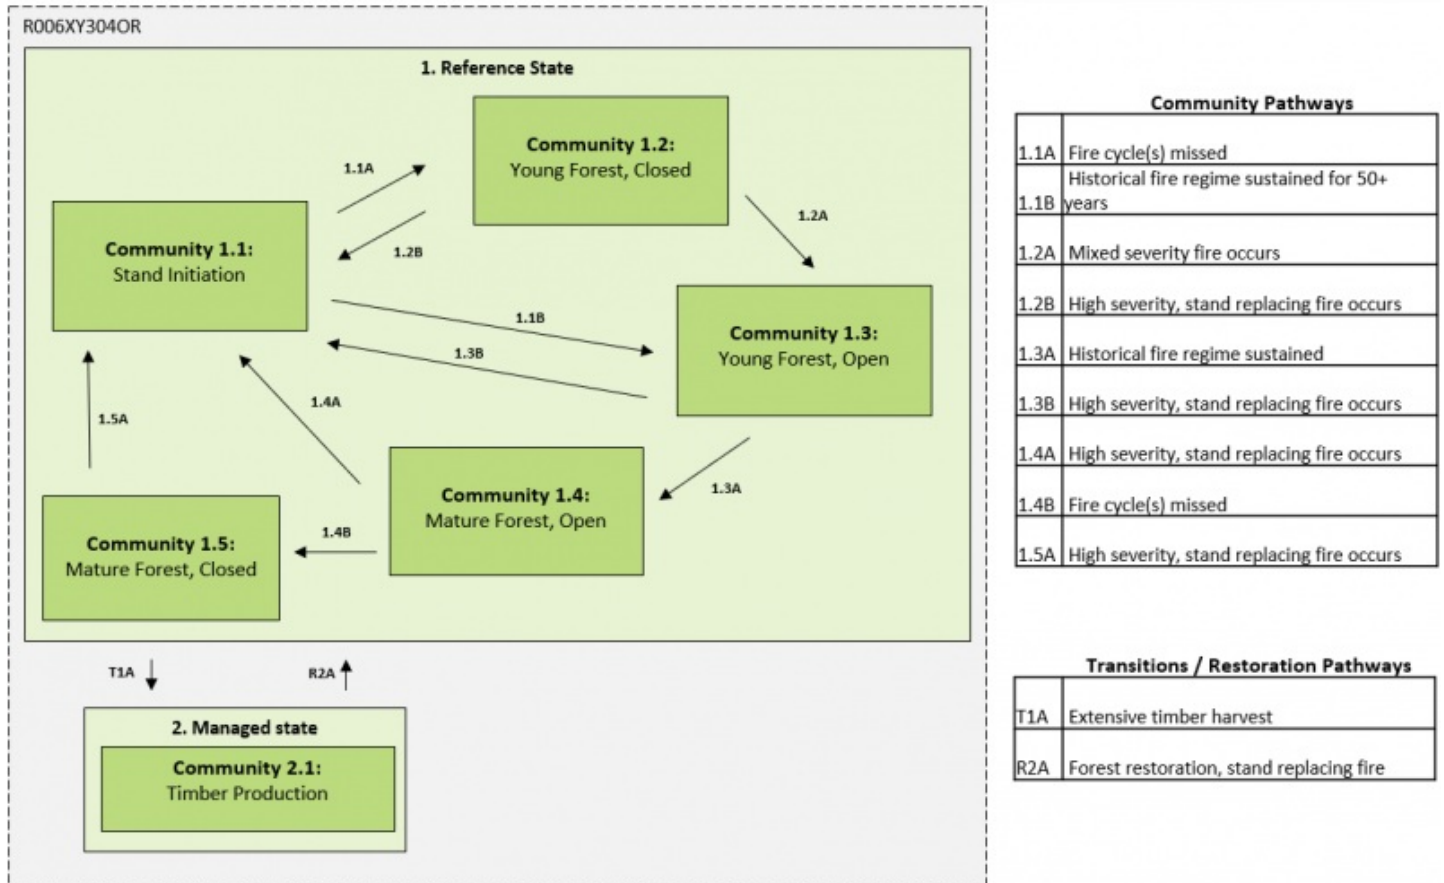 R006XY304OR
1. Reference State
Community 1.2:
Young Forest, Closed
1.1A
1.2A
1.2B
Community 1.1:
Stand Initiation
1.1B
1.3B
Community 1.3:
Young Forest, Open
1.4A
1.5A
1.3A
Community 1.4:
Mature Forest, Open
1.4B
Community 1.5:
Mature Forest, Closed
T1A
R2A
2. Managed state
Community 2.1:
Timber Production
Community Pathways
1.1A Fire cycle(s) missed
Historical fire regime sustained for 50+
1.1B years
1.2A Mixed severity fire occurs
1.2B High severity, stand replacing fire occurs
1.3A Historical fire regime sustained
1.3B High severity, stand replacing fire occurs
1.4A High severity, stand replacing fire occurs
1.4B Fire cycle(s) missed
1.5A High severity, stand replacing fire occurs
Transitions / Restoration Pathways
T1A Extensive timber harvest
R2A Forest restoration, stand replacing fire